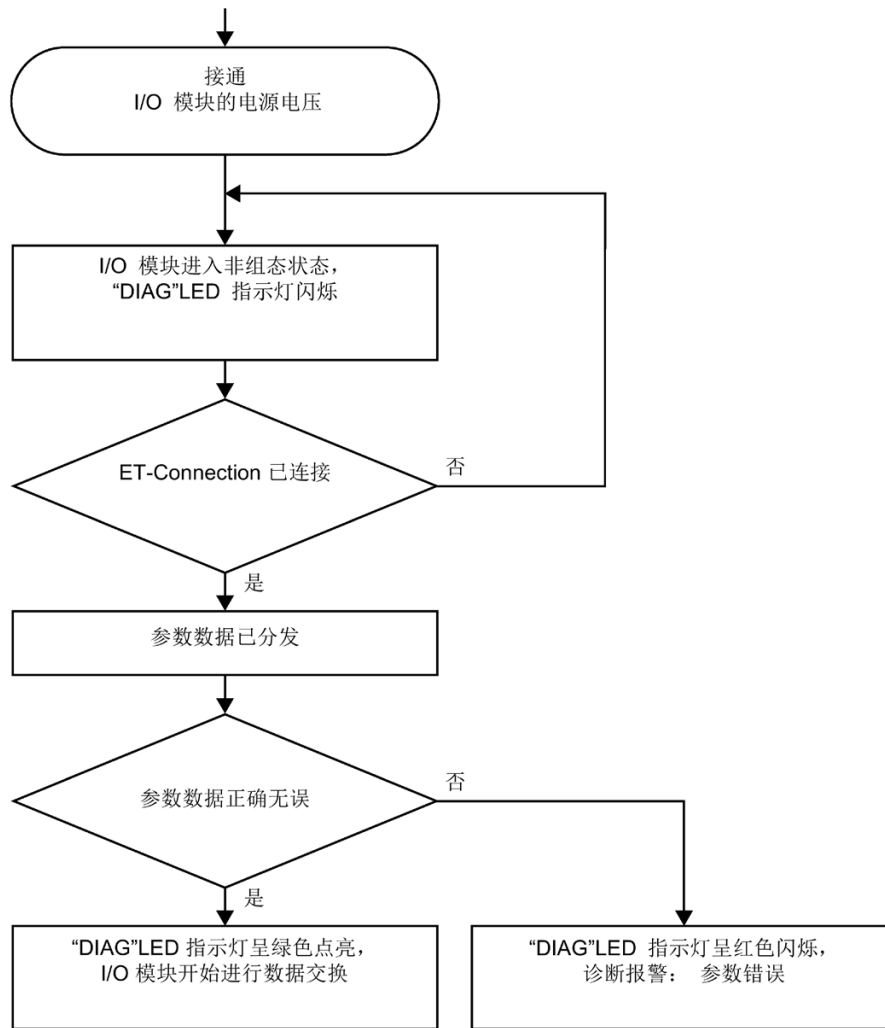 接通
I/O 模块的电源电压
I/O 模块进入非组态状态，
“DIAG”LED 指示灯闪烁
ET-Connection 已连接
否
是
参数数据已分发
参数数据正确无误
否
是
“DIAG”LED 指示灯呈绿色点亮，
I/O 模块开始进行数据交换
“DIAG”LED 指示灯呈红色闪烁，
诊断报警： 参数错误